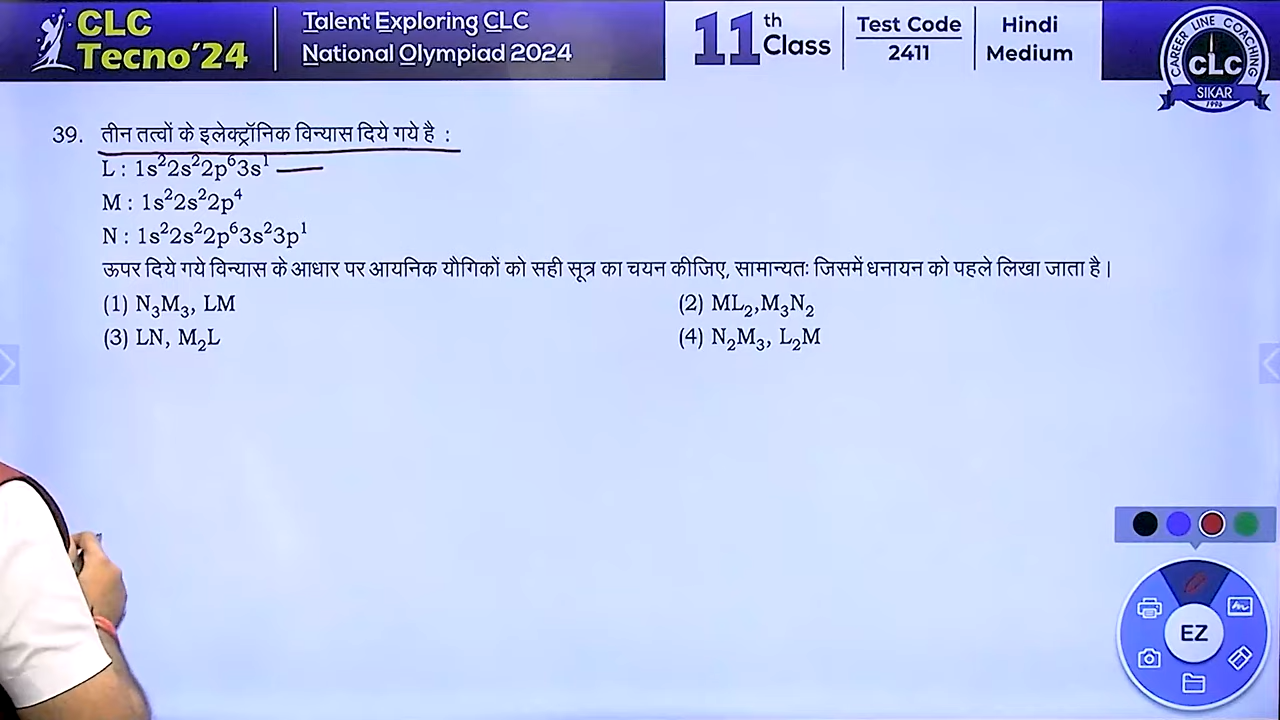 CLC
Tecno'24
Talent Exploring CLC
National Olympiad 2024
11th Class
Test Code
2411
Hindi
Medium
CAREER LINE COACHING
CLC
SIKAR
1996
39. तीन तत्वों के इलेक्ट्रॉनिक विन्यास दिये गये है :
L : 1s²2s²2p⁶3s¹
M : 1s²2s²2p⁴
N : 1s²2s²2p⁶3s²3p¹
ऊपर दिये गये विन्यास के आधार पर आयनिक यौगिकों को सही सूत्र का चयन कीजिए, सामान्यतः जिसमें धनायन को पहले लिखा जाता है।
(1) N₃M₃, LM (2) ML₂,M₃N₂
(3) LN, M₂L (4) N₂M₃, L₂M
EZ